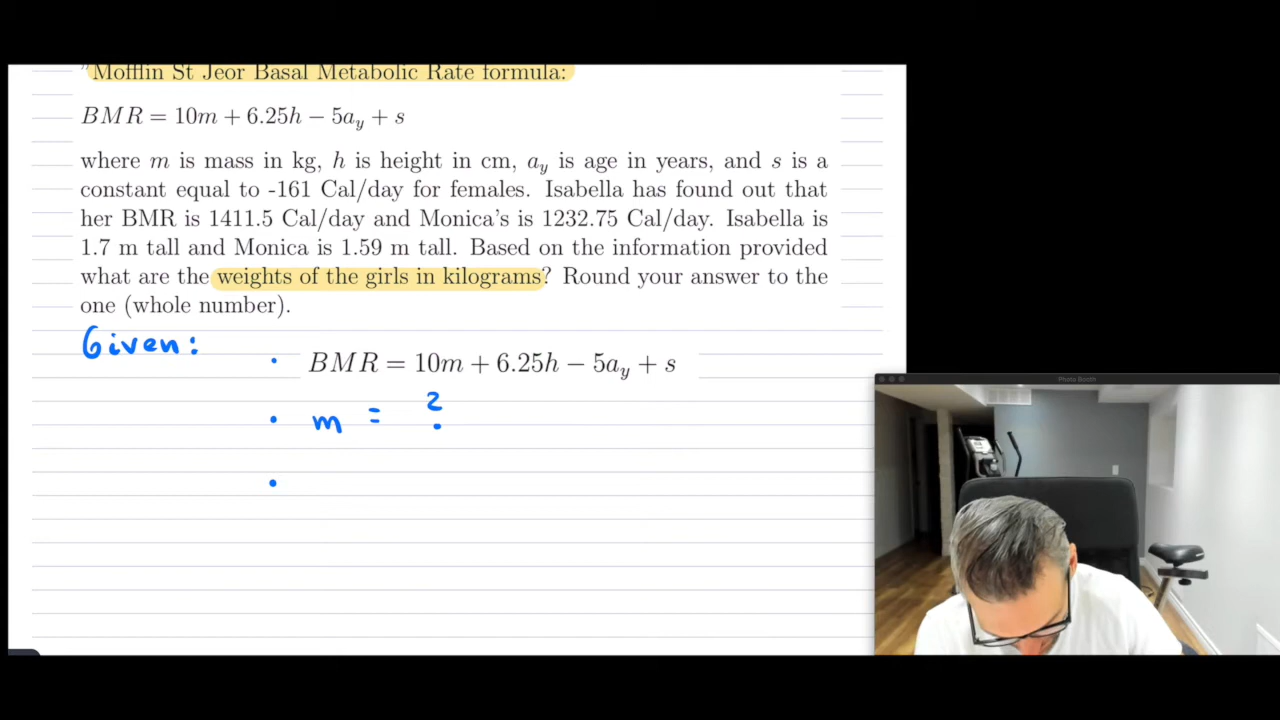 "Mofflin St Jeor Basal Metabolic Rate formula:
BMR = 10m + 6.25h − 5a_y + s
where m is mass in kg, h is height in cm, a_y is age in years, and s is a
constant equal to -161 Cal/day for females. Isabella has found out that
her BMR is 1411.5 Cal/day and Monica's is 1232.75 Cal/day. Isabella is
1.7 m tall and Monica is 1.59 m tall. Based on the information provided
what are the weights of the girls in kilograms? Round your answer to the
one (whole number).
Given:
• BMR = 10m + 6.25h − 5a_y + s
• m = ?
•
Photo Booth